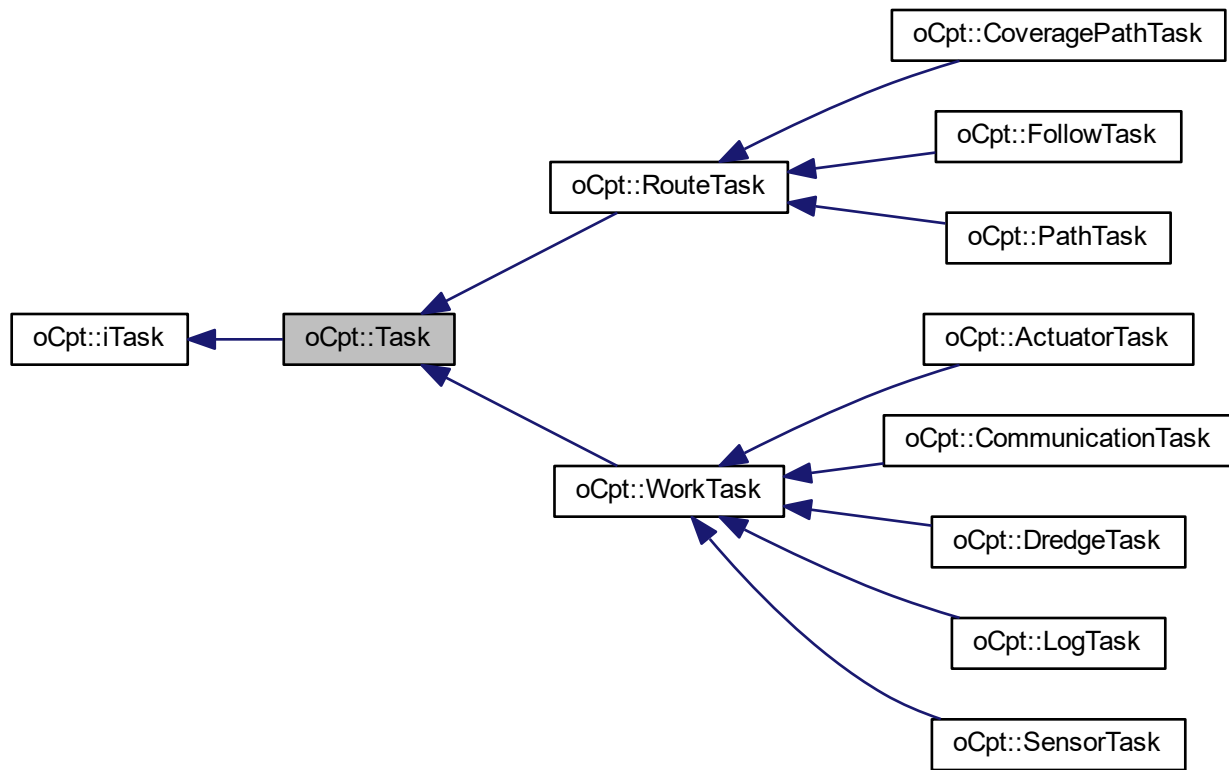 oCpt::CoveragePathTask
oCpt::FollowTask
oCpt::RouteTask
oCpt::PathTask
oCpt::iTask
oCpt::Task
oCpt::ActuatorTask
oCpt::CommunicationTask
oCpt::WorkTask
oCpt::DredgeTask
oCpt::LogTask
oCpt::SensorTask